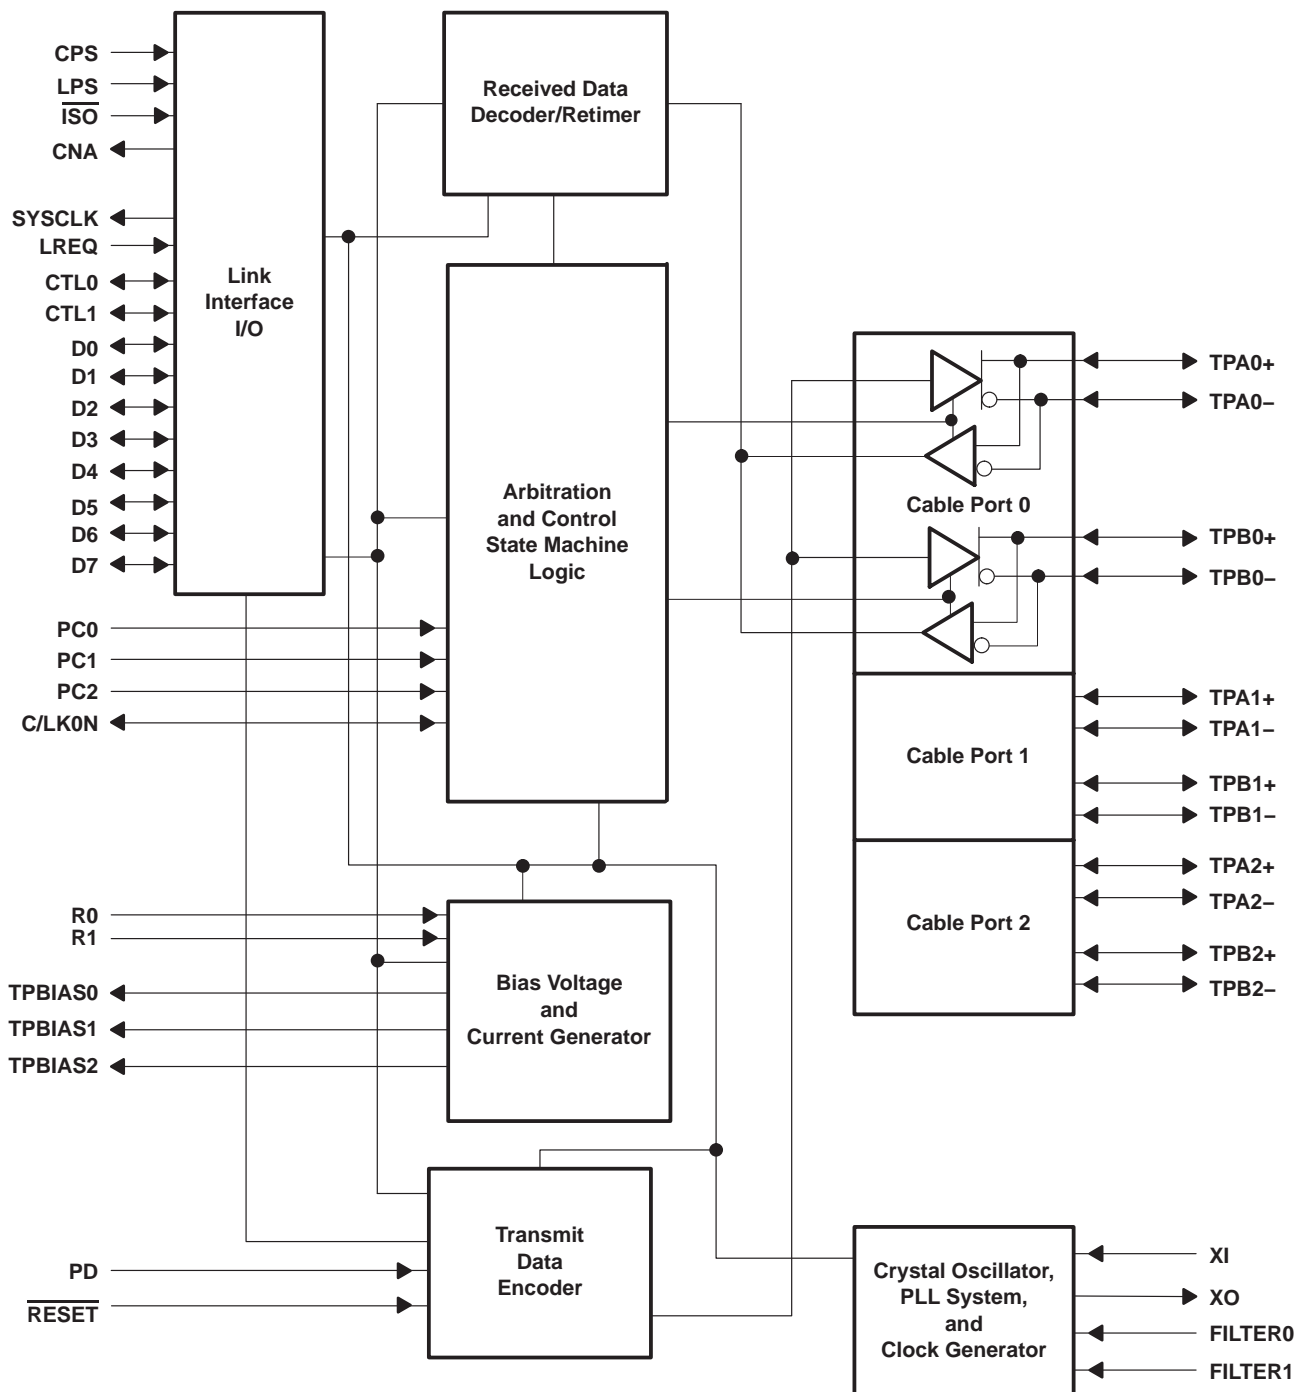 CPS
LPS
ISO
CNA
SYSCLK
LREQ
CTL0
CTL1
D0
D1
D2
D3
D4
D5
D6
D7
Link
Interface
I/O
Received Data
Decoder/Retimer
PC0
PC1
PC2
C/LK0N
Arbitration
and Control
State Machine
Logic
Cable Port 0
TPA0+
TPA0–
TPB0+
TPB0–
Cable Port 1
TPA1+
TPA1–
TPB1+
TPB1–
Cable Port 2
TPA2+
TPA2–
TPB2+
TPB2–
R0
R1
TPBIAS0
TPBIAS1
TPBIAS2
Bias Voltage
and
Current Generator
PD
RESET
Transmit
Data
Encoder
Crystal Oscillator,
PLL System,
and
Clock Generator
XI
XO
FILTER0
FILTER1